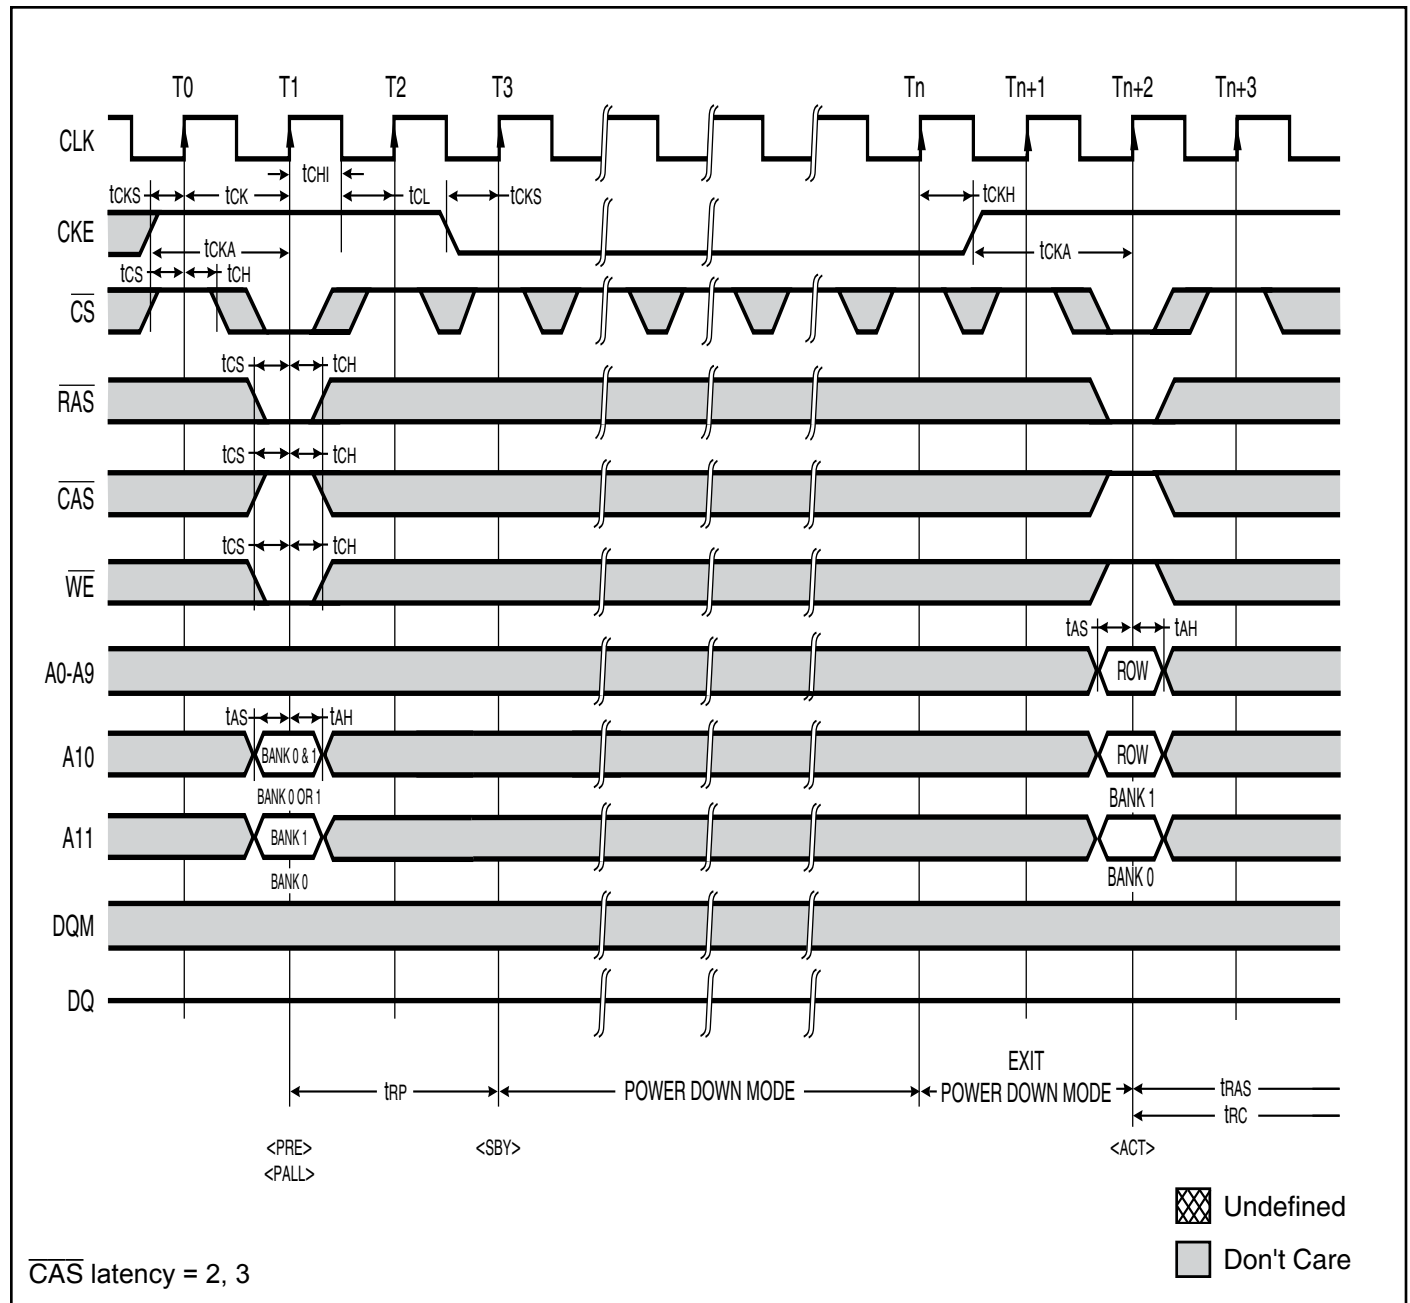 T0 T1 T2 T3 Tn Tn+1 Tn+2 Tn+3
CLK
tCHI
tCKS tCK tCL tCKS tCKH
CKE
tCKA tCKA
tCS tCH
CS
tCS tCH
RAS
tCS tCH
CAS
tCS tCH
WE
tAS tAH
A0-A9 ROW
tAS tAH
A10 BANK 0 & 1 ROW
BANK 0 OR 1 BANK 1
A11 BANK 1
BANK 0 BANK 0
DQM
DQ
EXIT
tRP POWER DOWN MODE POWER DOWN MODE tRAS
tRC
<PRE> <SBY> <ACT>
<PALL>
Undefined
Don't Care
CAS latency = 2, 3